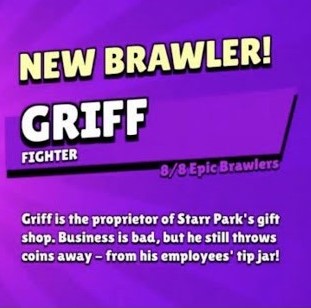 NEW BRAWLER!
GRIFF
FIGHTER
8/8 Epic Brawlers
Griff is the proprietor of Starr Park's gift
shop. Business is bad, but he still throws
coins away – from his employees' tip jar!